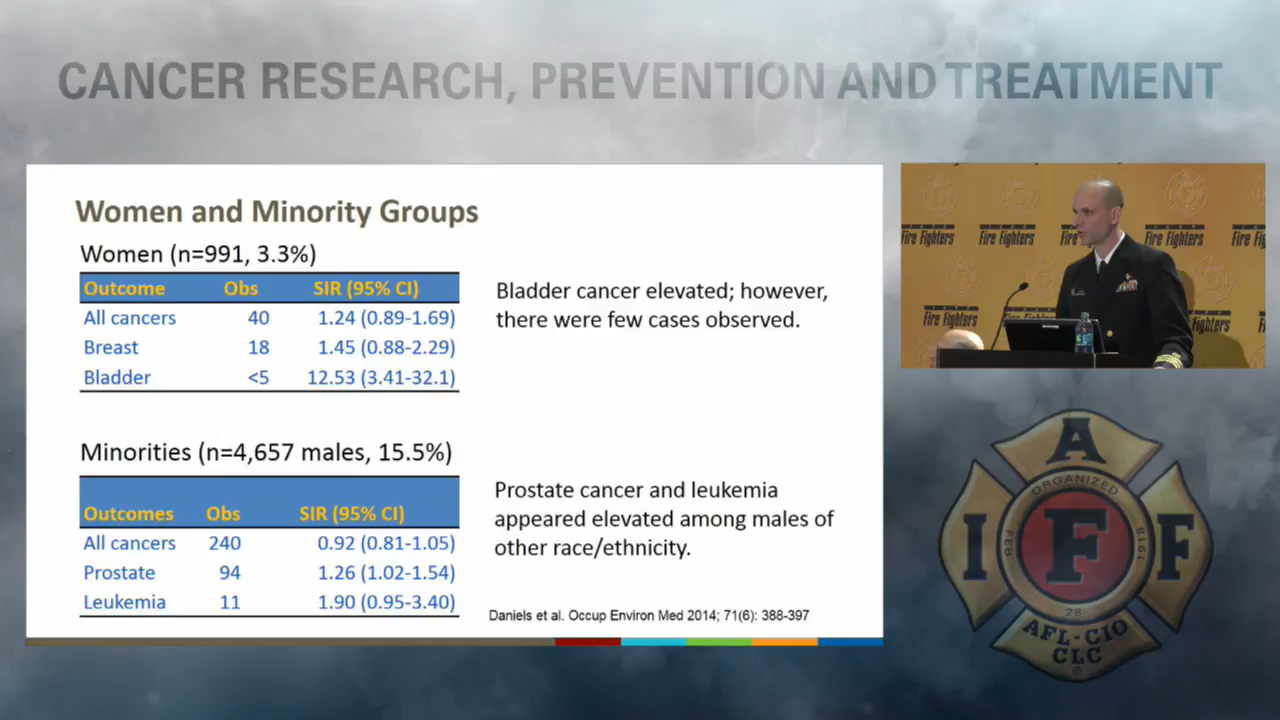 CANCER RESEARCH, PREVENTION AND TREATMENT
Women and Minority Groups
Women (n=991, 3.3%)
Outcome Obs SIR (95% CI)
All cancers 40 1.24 (0.89-1.69)
Breast 18 1.45 (0.88-2.29)
Bladder <5 12.53 (3.41-32.1)
Bladder cancer elevated; however,
there were few cases observed.
Minorities (n=4,657 males, 15.5%)
Outcomes Obs SIR (95% CI)
All cancers 240 0.92 (0.81-1.05)
Prostate 94 1.26 (1.02-1.54)
Leukemia 11 1.90 (0.95-3.40)
Prostate cancer and leukemia
appeared elevated among males of
other race/ethnicity.
Daniels et al. Occup Environ Med 2014; 71(6): 388-397
Fire Fighters
Fire Fighters
Fire Fighters
Fire Fighters
A
ORGANIZED
I F F
FEB 1918
28
AFL-CIO
CLC